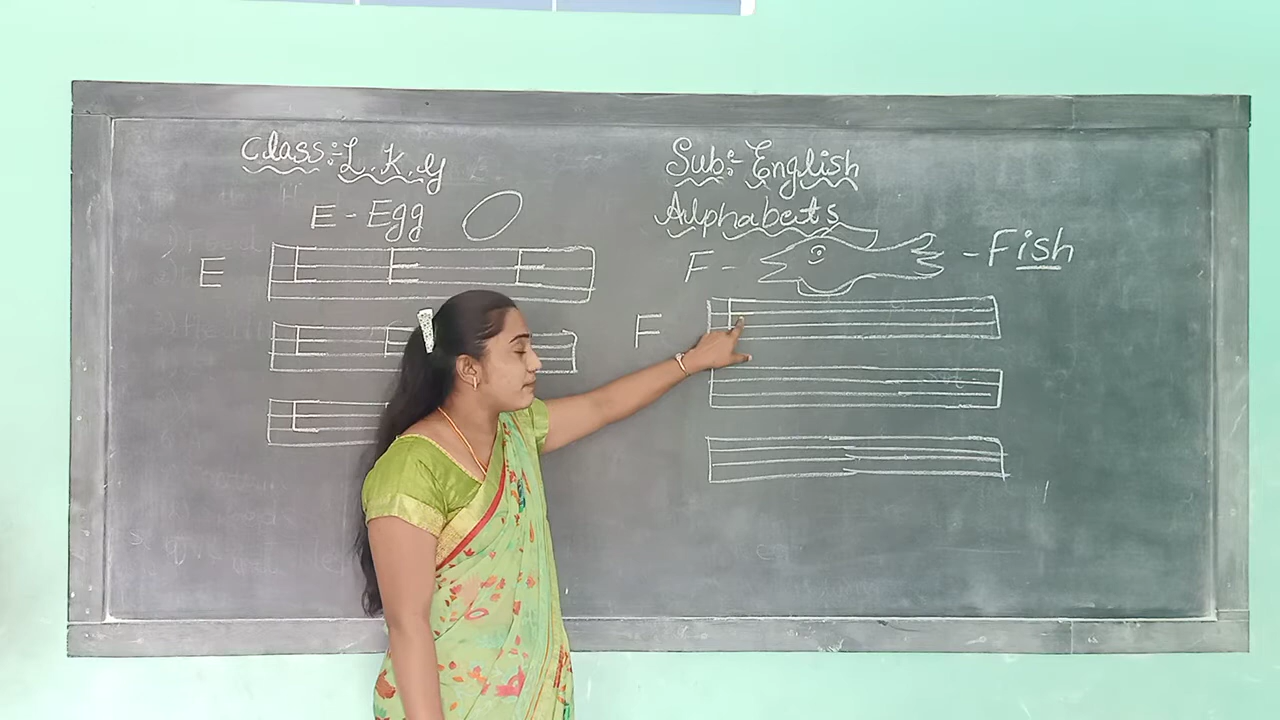 Class:- L.K.G
E - Egg
E E E E
E E
E
Sub:- English
Alphabets
F - - Fish
F